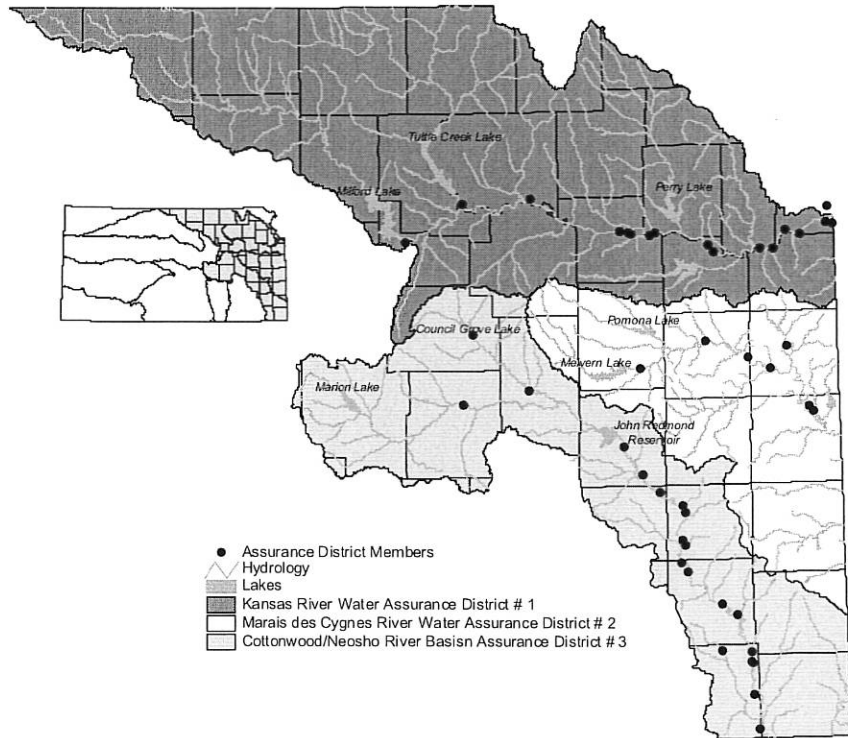 Tuttle Creek Lake
Milford Lake
Perry Lake
Pomona Lake
Council Grove Lake
Melvern Lake
Marion Lake
John Redmond
Reservoir
Assurance District Members
Hydrology
Lakes
Kansas River Water Assurance District # 1
Marais des Cygnes River Water Assurance District # 2
Cottonwood/Neosho River Basisn Assurance District # 3